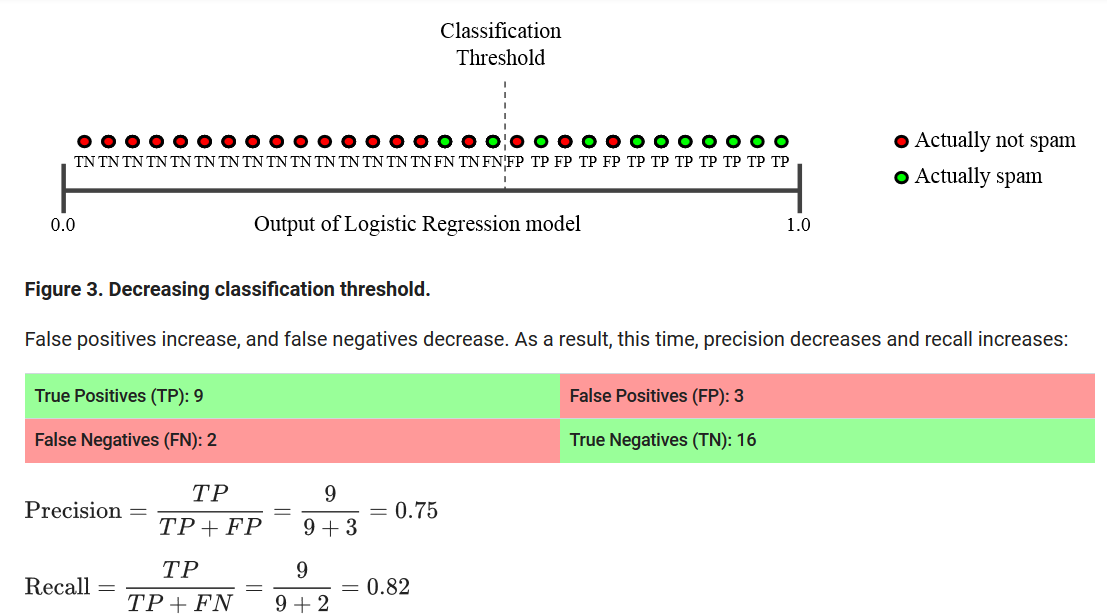 Classification
Threshold
TN TN TN TN TN TN TN TN TN TN TN TN TN TN TN FN TN FN FP TP FP TP FP TP TP TP TP TP TP TP
Actually not spam
Actually spam
0.0 Output of Logistic Regression model 1.0
Figure 3. Decreasing classification threshold.
False positives increase, and false negatives decrease. As a result, this time, precision decreases and recall increases:
True Positives (TP): 9 False Positives (FP): 3
False Negatives (FN): 2 True Negatives (TN): 16
Precision = TP / TP + FP = 9 / 9 + 3 = 0.75
Recall = TP / TP + FN = 9 / 9 + 2 = 0.82